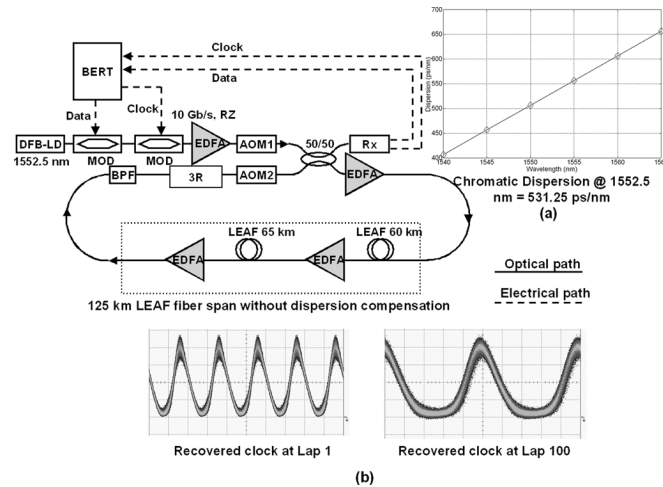 (a)
BERT
Clock
Data
Data
Clock
10 Gb/s, RZ
DFB-LD
1552.5 nm
MOD
MOD
EDFA
AOM1
50/50
Rx
BPF
3R
AOM2
EDFA
EDFA
LEAF 65 km
EDFA
LEAF 60 km
125 km LEAF fiber span without dispersion compensation
Dispersion (ps/nm)
700
650
600
550
500
450
400
1540
1545
1550
1555
1560
Wavelength (nm)
Chromatic Dispersion @ 1552.5
nm = 531.25 ps/nm
(a)
Optical path
Electrical path
Recovered clock at Lap 1
Recovered clock at Lap 100
(b)